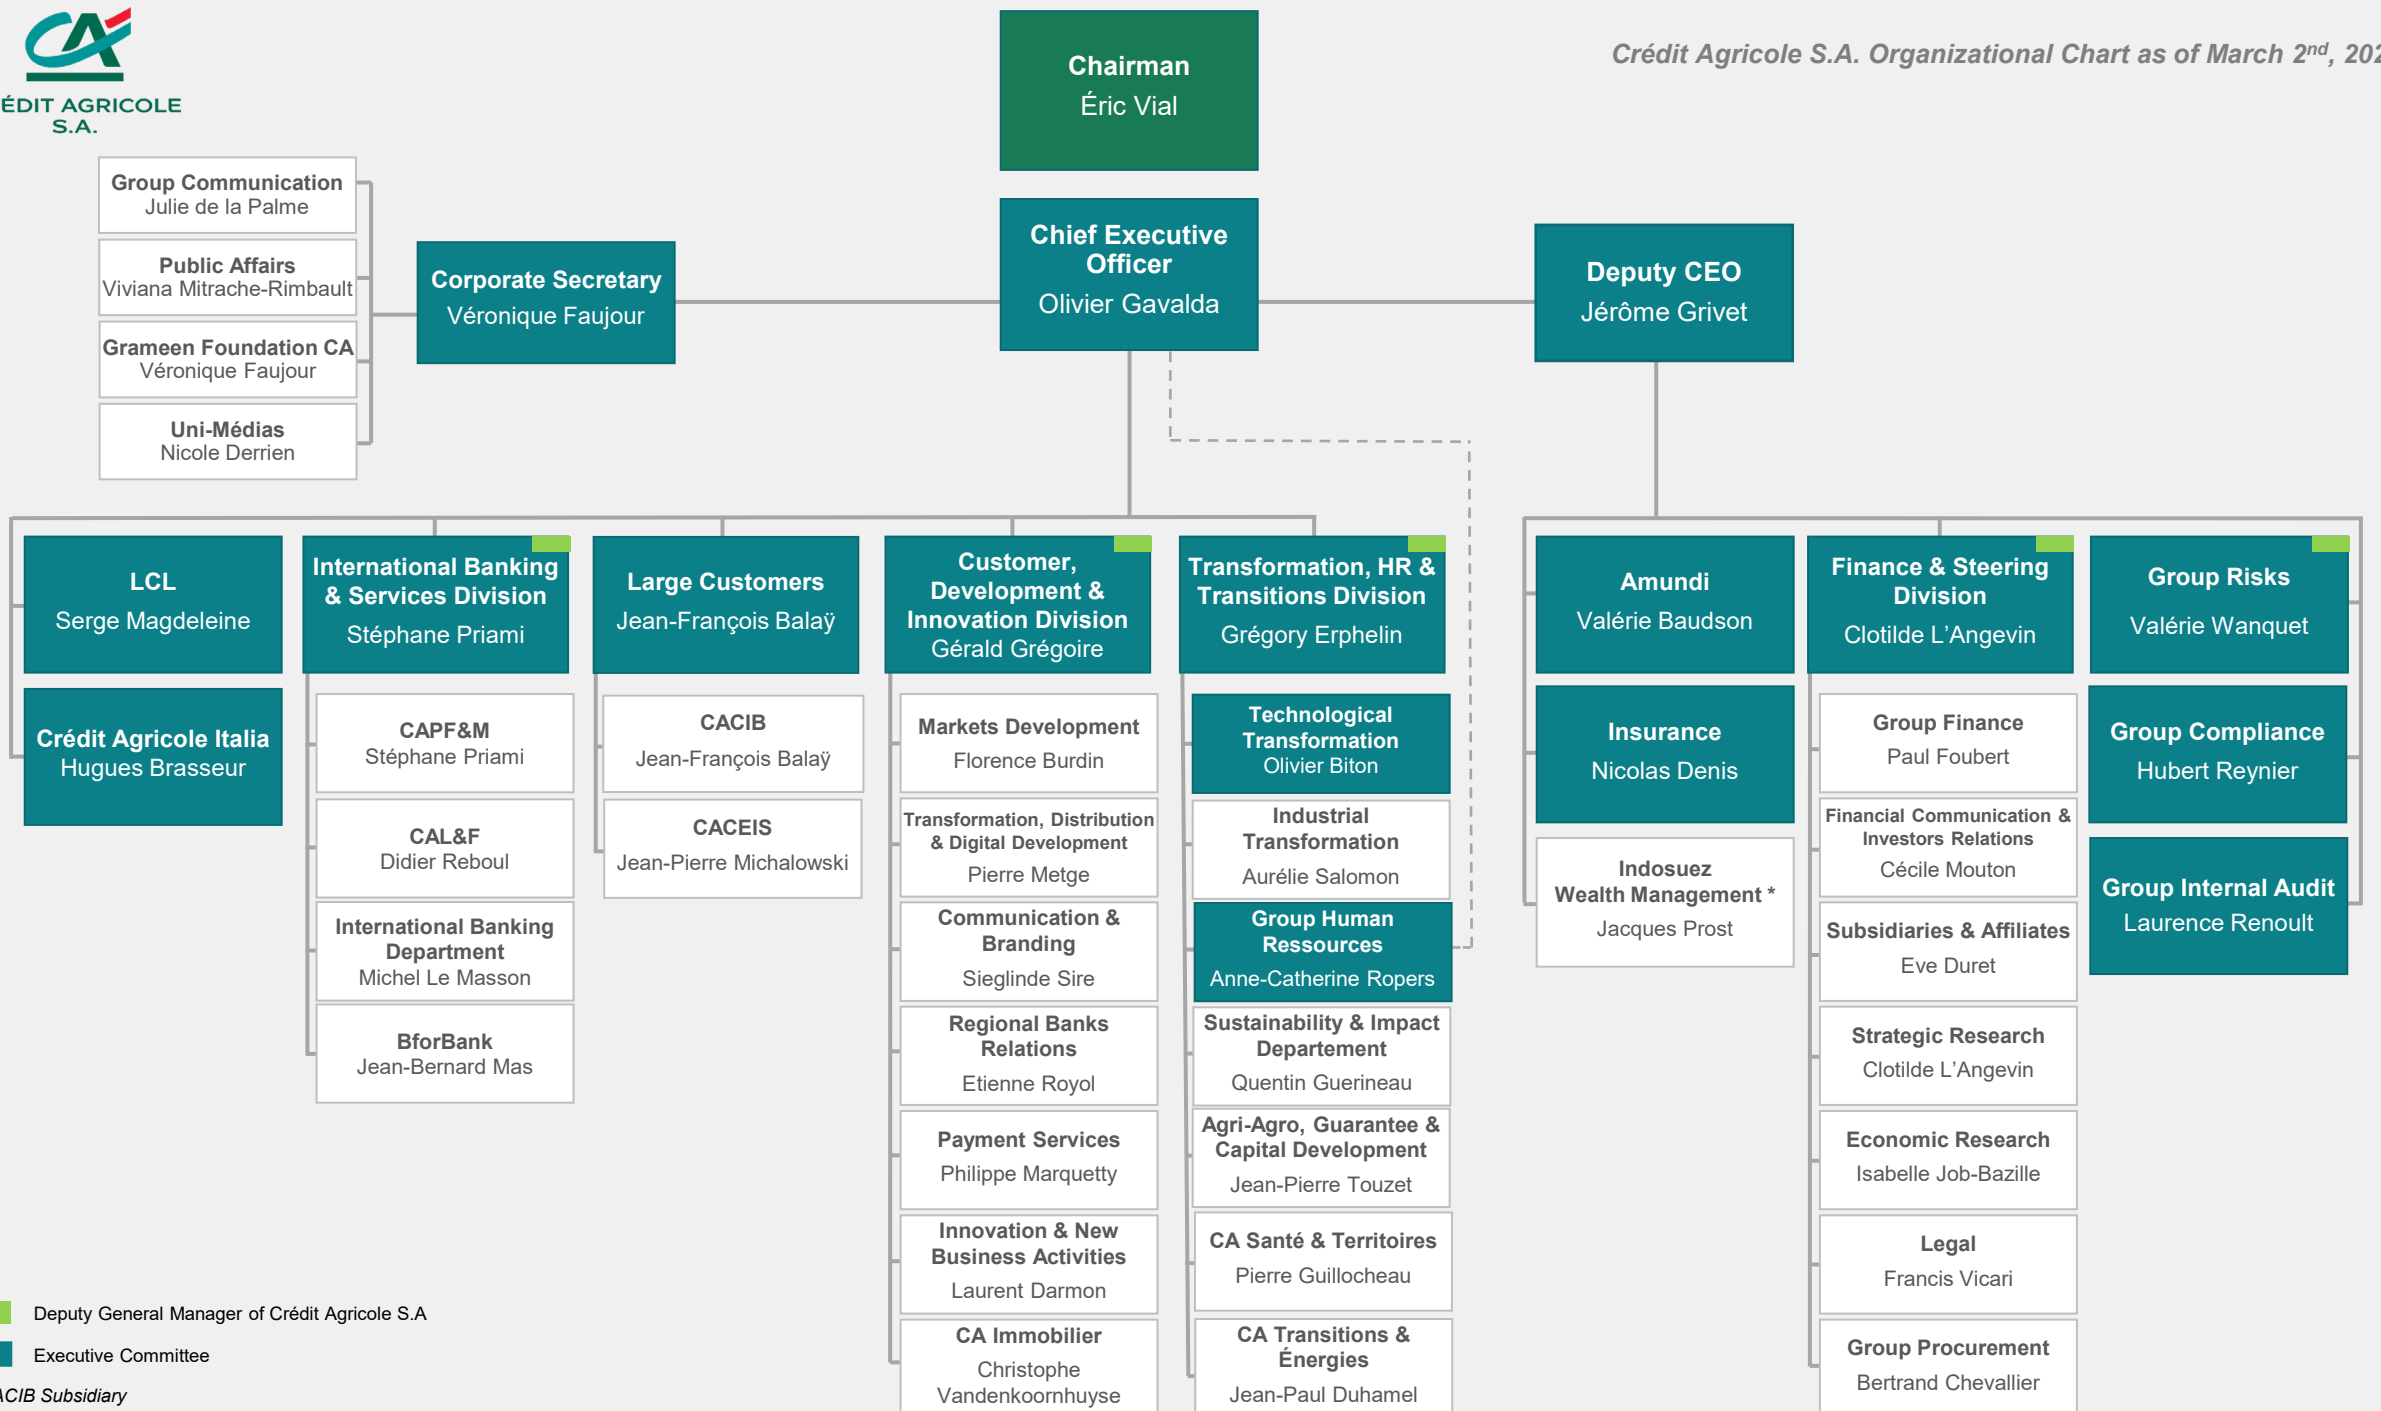 ÉDIT AGRICOLE
S.A.
Crédit Agricole S.A. Organizational Chart as of March 2nd, 202
Chairman
Éric Vial
Chief Executive
Officer
Olivier Gavalda
Corporate Secretary
Véronique Faujour
Deputy CEO
Jérôme Grivet
Group Communication
Julie de la Palme
Public Affairs
Viviana Mitrache-Rimbault
Grameen Foundation CA
Véronique Faujour
Uni-Médias
Nicole Derrien
LCL
Serge Magdeleine
Crédit Agricole Italia
Hugues Brasseur
International Banking
& Services Division
Stéphane Priami
CAPF&M
Stéphane Priami
CAL&F
Didier Reboul
International Banking
Department
Michel Le Masson
BforBank
Jean-Bernard Mas
Large Customers
Jean-François Balaÿ
CACIB
Jean-François Balaÿ
CACEIS
Jean-Pierre Michalowski
Customer,
Development &
Innovation Division
Gérald Grégoire
Markets Development
Florence Burdin
Transformation, Distribution
& Digital Development
Pierre Metge
Communication &
Branding
Sieglinde Sire
Regional Banks
Relations
Etienne Royol
Payment Services
Philippe Marquetty
Innovation & New
Business Activities
Laurent Darmon
CA Immobilier
Christophe
Vandenkoornhuyse
Transformation, HR &
Transitions Division
Grégory Erphelin
Technological
Transformation
Olivier Biton
Industrial
Transformation
Aurélie Salomon
Group Human
Ressources
Anne-Catherine Ropers
Sustainability & Impact
Departement
Quentin Guerineau
Agri-Agro, Guarantee &
Capital Development
Jean-Pierre Touzet
CA Santé & Territoires
Pierre Guillocheau
CA Transitions &
Énergies
Jean-Paul Duhamel
Amundi
Valérie Baudson
Insurance
Nicolas Denis
Indosuez
Wealth Management *
Jacques Prost
Finance & Steering
Division
Clotilde L’Angevin
Group Finance
Paul Foubert
Financial Communication &
Investors Relations
Cécile Mouton
Subsidiaries & Affiliates
Eve Duret
Strategic Research
Clotilde L’Angevin
Economic Research
Isabelle Job-Bazille
Legal
Francis Vicari
Group Procurement
Bertrand Chevallier
Group Risks
Valérie Wanquet
Group Compliance
Hubert Reynier
Group Internal Audit
Laurence Renoult
Deputy General Manager of Crédit Agricole S.A
Executive Committee
ACIB Subsidiary